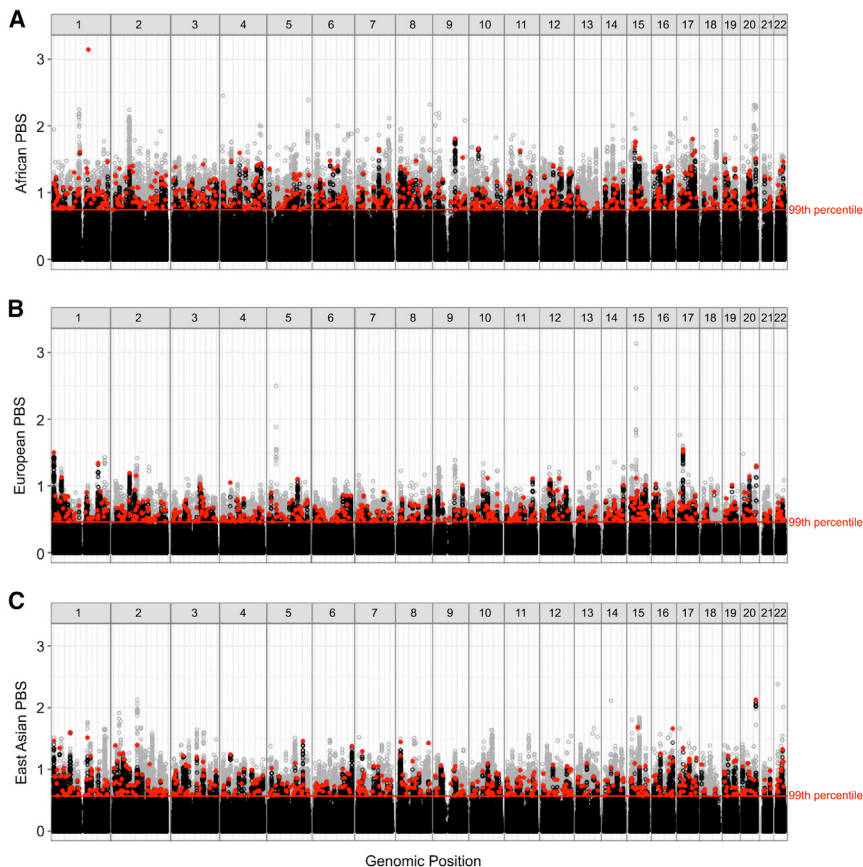 A
1 2 3 4 5 6 7 8 9 10 11 12 13 14 15 16 17 18 19 20 21 22
3
2
1
0
African PBS
99th percentile
B
1 2 3 4 5 6 7 8 9 10 11 12 13 14 15 16 17 18 19 20 21 22
3
2
1
0
European PBS
99th percentile
C
1 2 3 4 5 6 7 8 9 10 11 12 13 14 15 16 17 18 19 20 21 22
3
2
1
0
East Asian PBS
99th percentile
Genomic Position